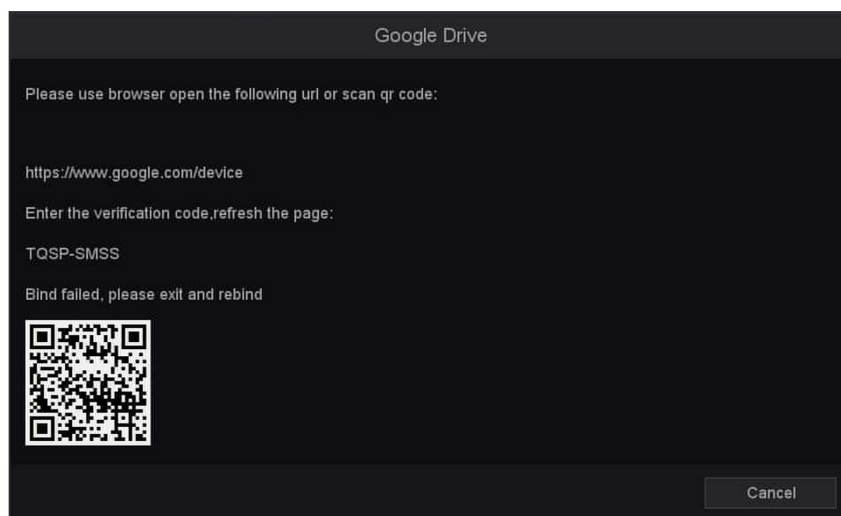 Google Drive
Please use browser open the following url or scan qr code:
https://www.google.com/device
Enter the verification code,refresh the page:
TQSP-SMSS
Bind failed, please exit and rebind
Cancel